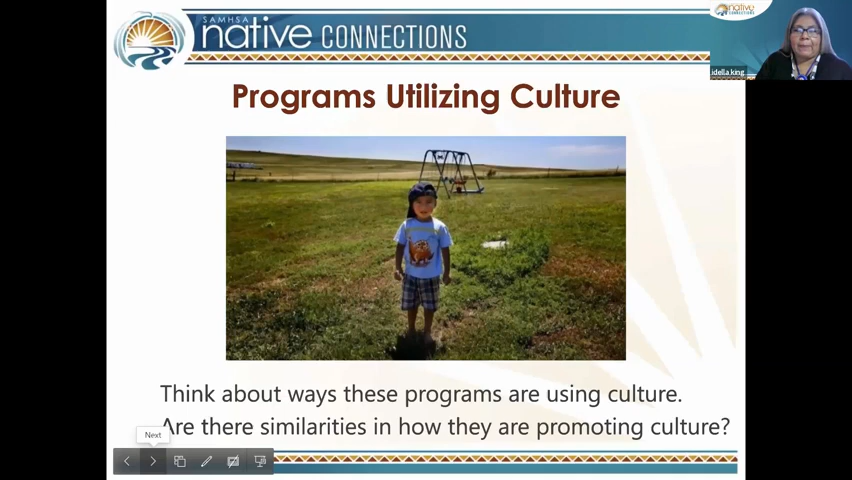 SAMHSA
native CONNECTIONS
native
CONNECTIONS
idella.king
Programs Utilizing Culture
Think about ways these programs are using culture.
Are there similarities in how they are promoting culture?
Next